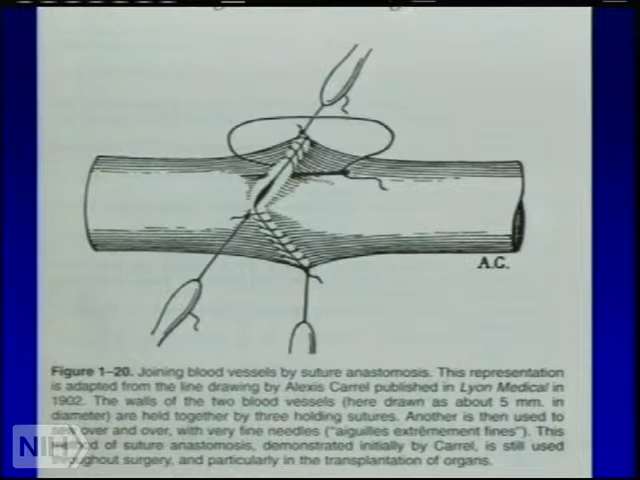 A.C.
Figure 1–20. Joining blood vessels by suture anastomosis. This representation
is adapted from the line drawing by Alexis Carrel published in Lyon Medical in
1902. The walls of the two blood vessels (here drawn as about 5 mm. in
diameter) are held together by three holding sutures. Another is then used to
over and over, with very fine needles ("aiguilles extrêmement fines"). This
of suture anastomosis, demonstrated initially by Carrel, is still used
throughout surgery, and particularly in the transplantation of organs.
NIH